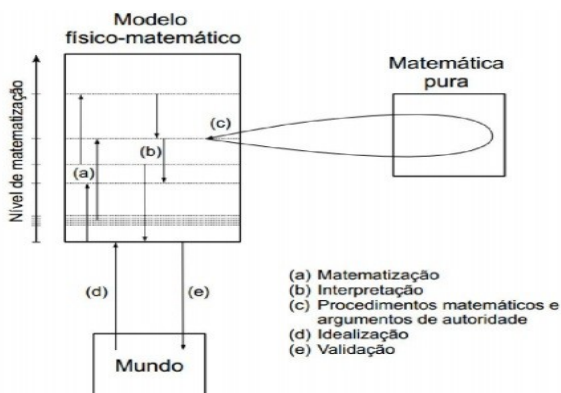 Modelo
físico-matemático
Matemática
pura
Nível de matematização
(a)
(b)
(c)
(d)
(e)
Mundo
(a) Matematização
(b) Interpretação
(c) Procedimentos matemáticos e
argumentos de autoridade
(d) Idealização
(e) Validação